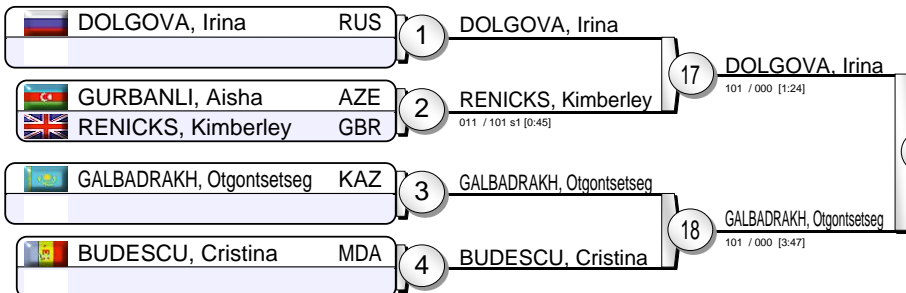 DOLGOVA, Irina RUS
1
DOLGOVA, Irina
17
DOLGOVA, Irina
101 / 000 [1:24]
GURBANLI, Aisha AZE
RENICKS, Kimberley GBR
2
RENICKS, Kimberley
011 / 101 s1 [0:45]
GALBADRAKH, Otgontsetseg KAZ
3
GALBADRAKH, Otgontsetseg
18
GALBADRAKH, Otgontsetseg
101 / 000 [3:47]
BUDESCU, Cristina MDA
4
BUDESCU, Cristina